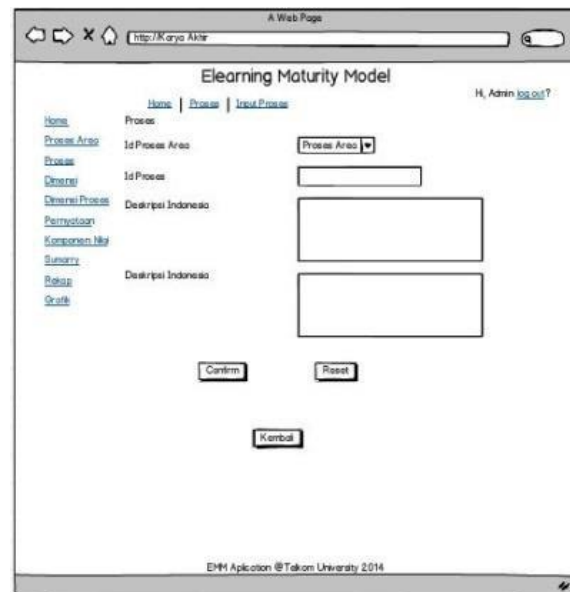 A Web Page
http://Karya Akhir
Elearning Maturity Model
Hi, Admin log out?
Home | Proses | Input Proses
Home
Proses Area
Proses
Dimensi
Dimensi Proses
Pernyataan
Komponen Nilai
Sumarry
Rekap
Grafik
Proses
Id Proses Area
Proses Area
Id Proses
Deskripsi Indonesia
Deskripsi Indonesia
Confirm
Reset
Kembali
EMM Aplication @Telkom University 2014